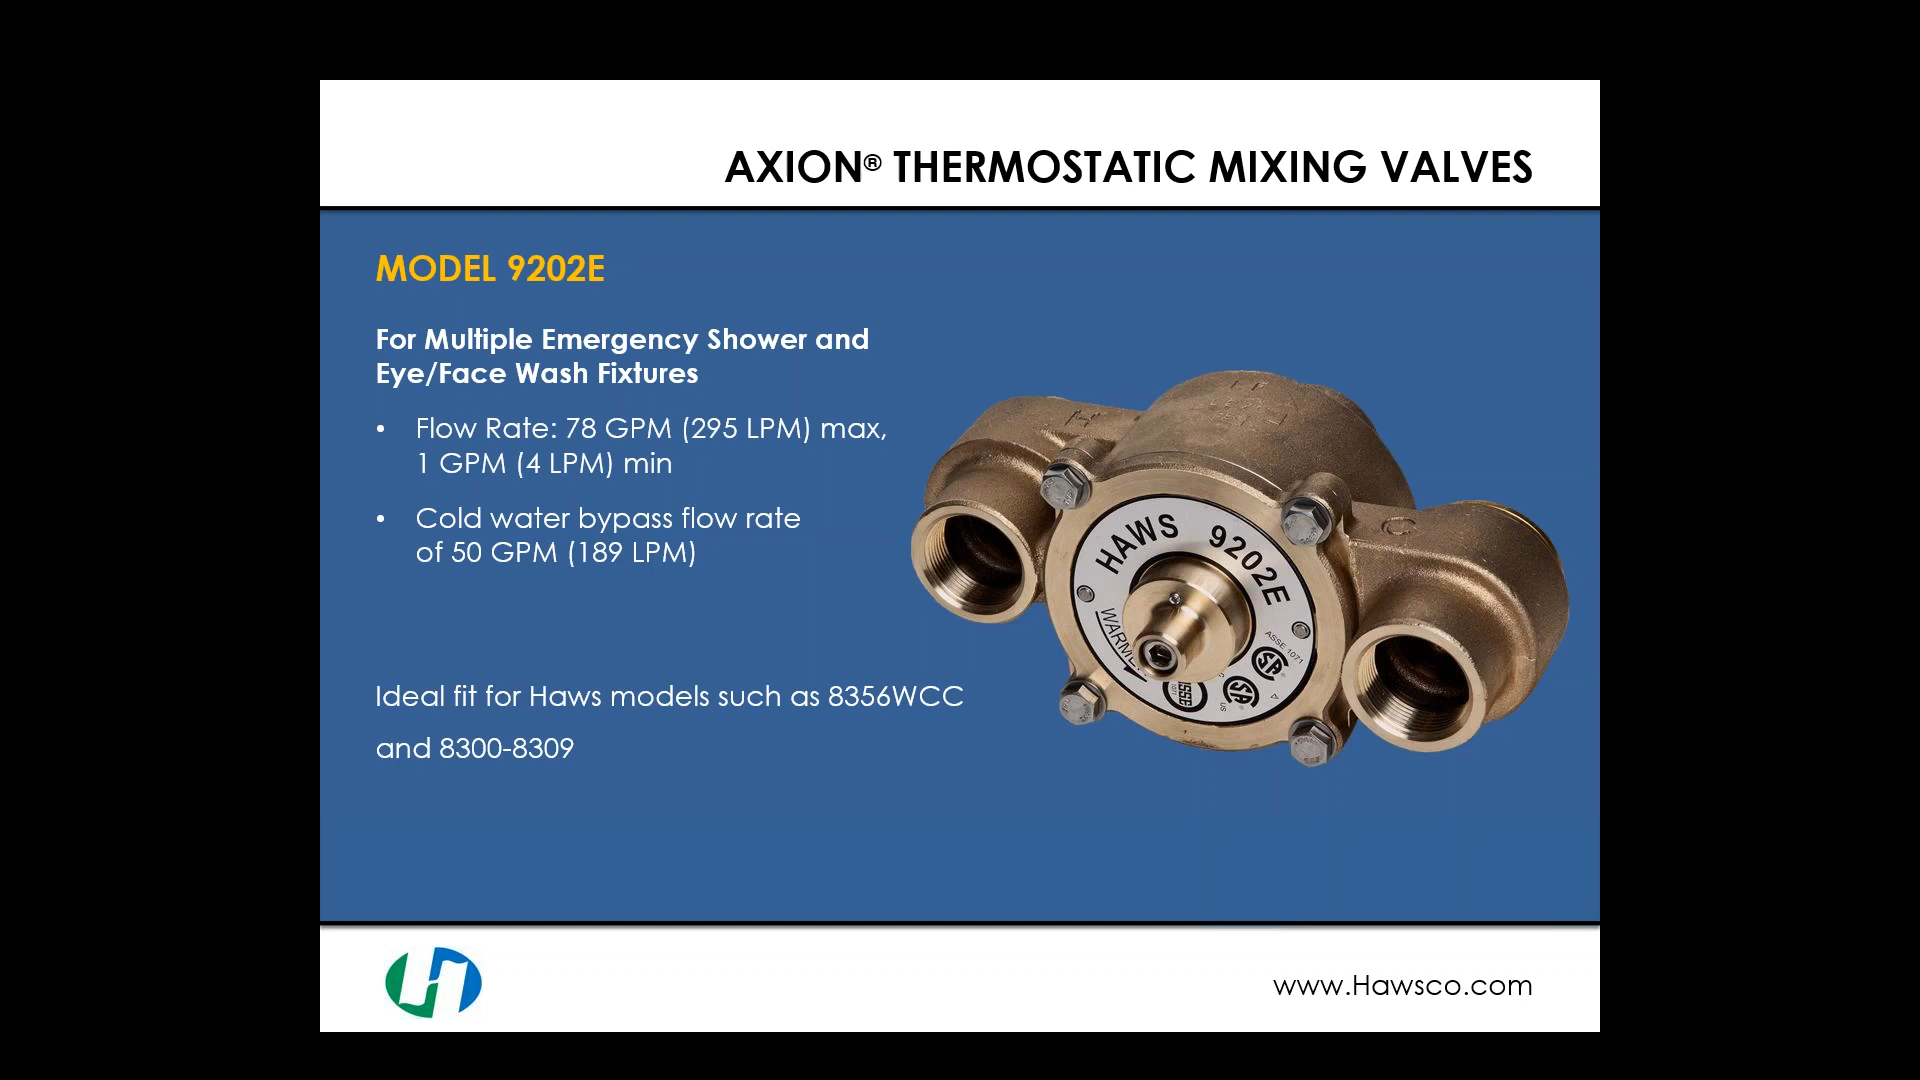 AXION® THERMOSTATIC MIXING VALVES
MODEL 9202E
For Multiple Emergency Shower and
Eye/Face Wash Fixtures
• Flow Rate: 78 GPM (295 LPM) max,
1 GPM (4 LPM) min
• Cold water bypass flow rate
of 50 GPM (189 LPM)
Ideal fit for Haws models such as 8356WCC
and 8300-8309
H
C
HAWS 9202E
ASSE 1071
www.Hawsco.com